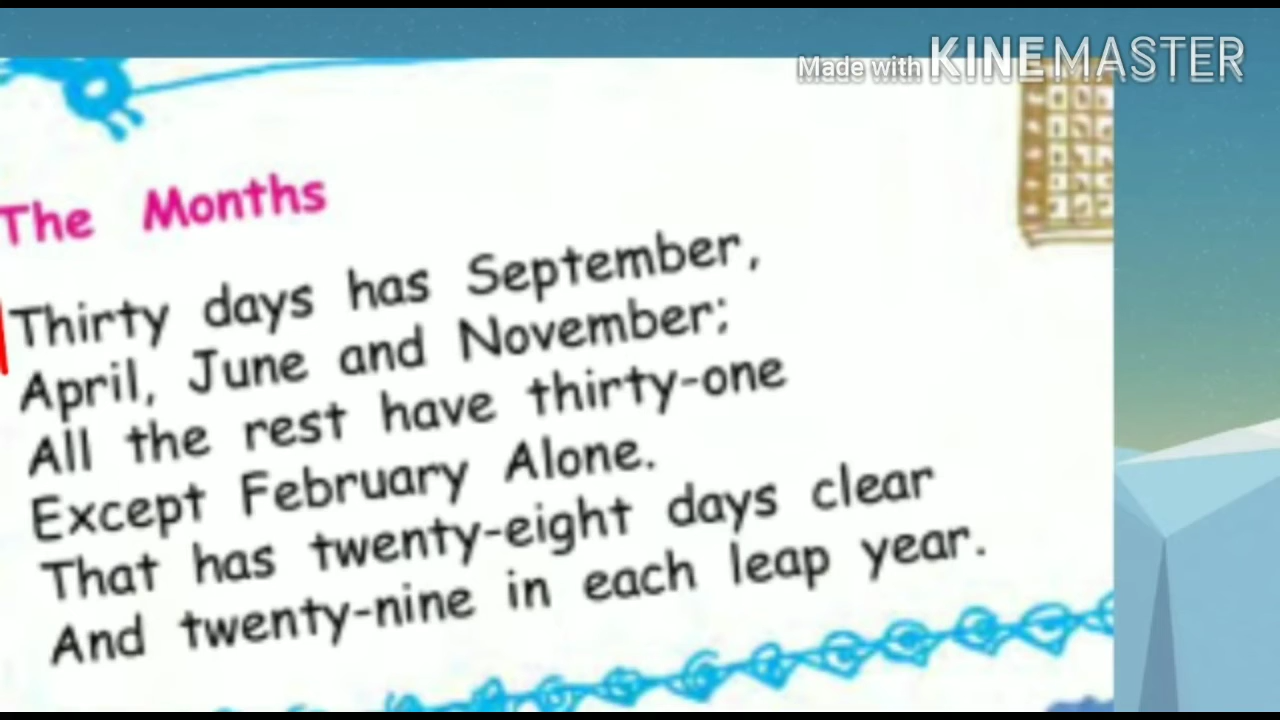 Made with KINEMASTER
The Months
Thirty days has September,
April, June and November;
All the rest have thirty-one
Except February Alone.
That has twenty-eight days clear
And twenty-nine in each leap year.